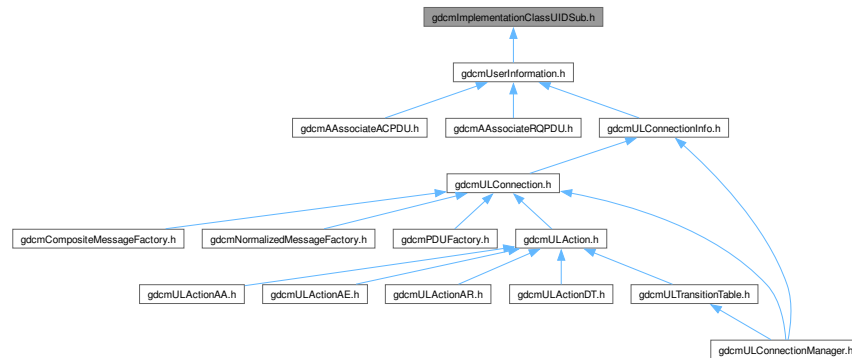 gdcmImplementationClassUIDSub.h
gdcmUserInformation.h
gdcmAAssociateACPDU.h
gdcmAAssociateRQPDU.h
gdcmULConnectionInfo.h
gdcmULConnection.h
gdcmCompositeMessageFactory.h
gdcmNormalizedMessageFactory.h
gdcmPDUFactory.h
gdcmULAction.h
gdcmULActionAA.h
gdcmULActionAE.h
gdcmULActionAR.h
gdcmULActionDT.h
gdcmULTransitionTable.h
gdcmULConnectionManager.h